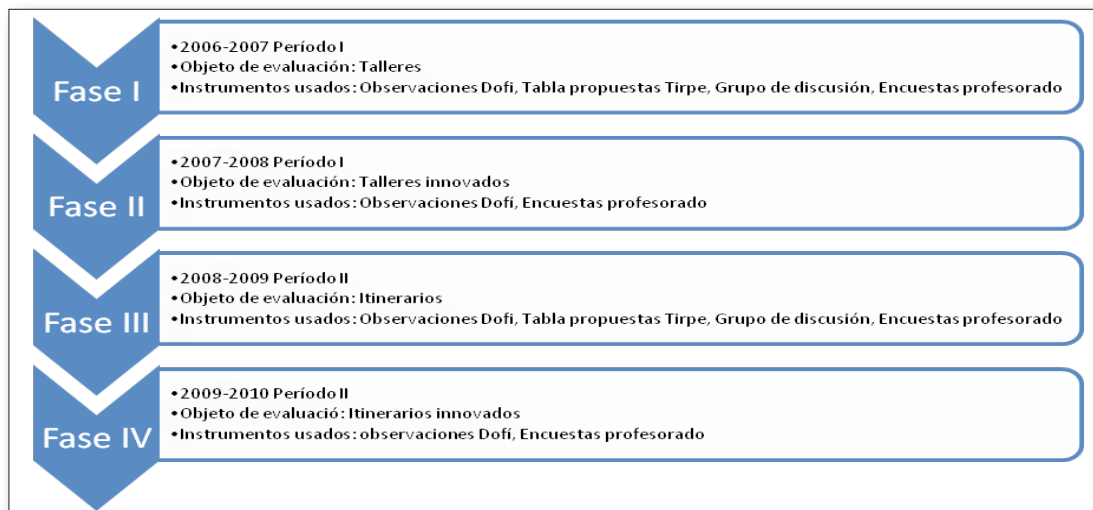 Fase I
•2006-2007 Período I
•Objeto de evaluación: Talleres
•Instrumentos usados: Observaciones Dofi, Tabla propuestas Tirpe, Grupo de discusión, Encuestas profesorado
Fase II
•2007-2008 Período I
•Objeto de evaluación: Talleres innovados
•Instrumentos usados: Observaciones Dofí, Encuestas profesorado
Fase III
•2008-2009 Período II
•Objeto de evaluación: Itinerarios
•Instrumentos usados: Observaciones Dofi, Tabla propuestas Tirpe, Grupo de discusión, Encuestas profesorado
Fase IV
•2009-2010 Período II
•Objeto de evaluació: Itinerarios innovados
•Instrumentos usados: observaciones Dofí, Encuestas profesorado